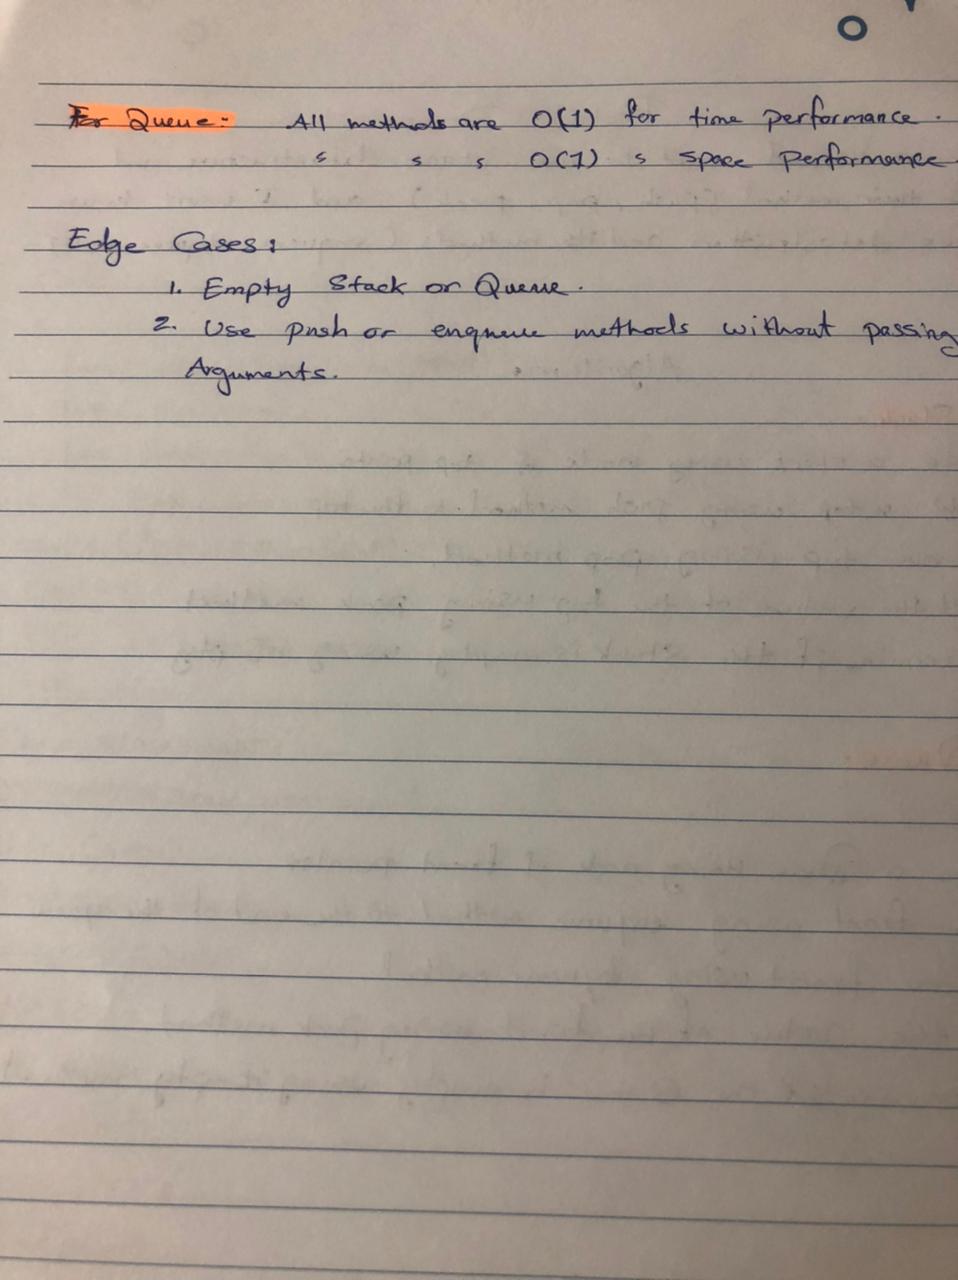 For Queue:- All methods are O(1) for time performance.
s s s O(1) s space performance
Edge Cases:
1. Empty Stack or Queue.
2. Use push or enqueue methods without passing
Arguments.